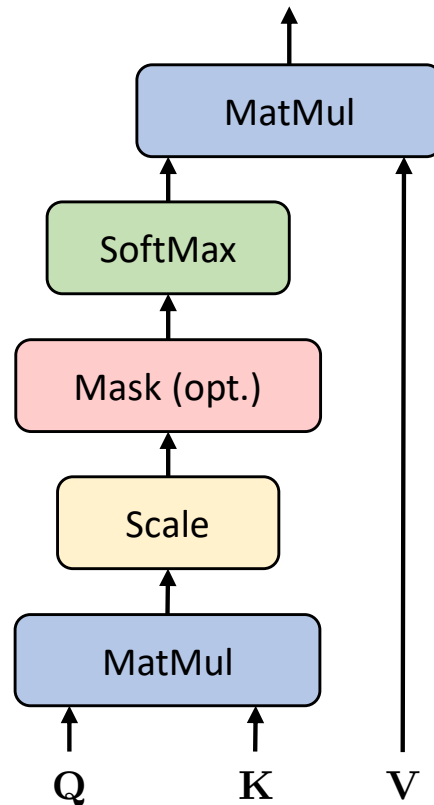 MatMul
SoftMax
Mask (opt.)
Scale
MatMul
Q K V